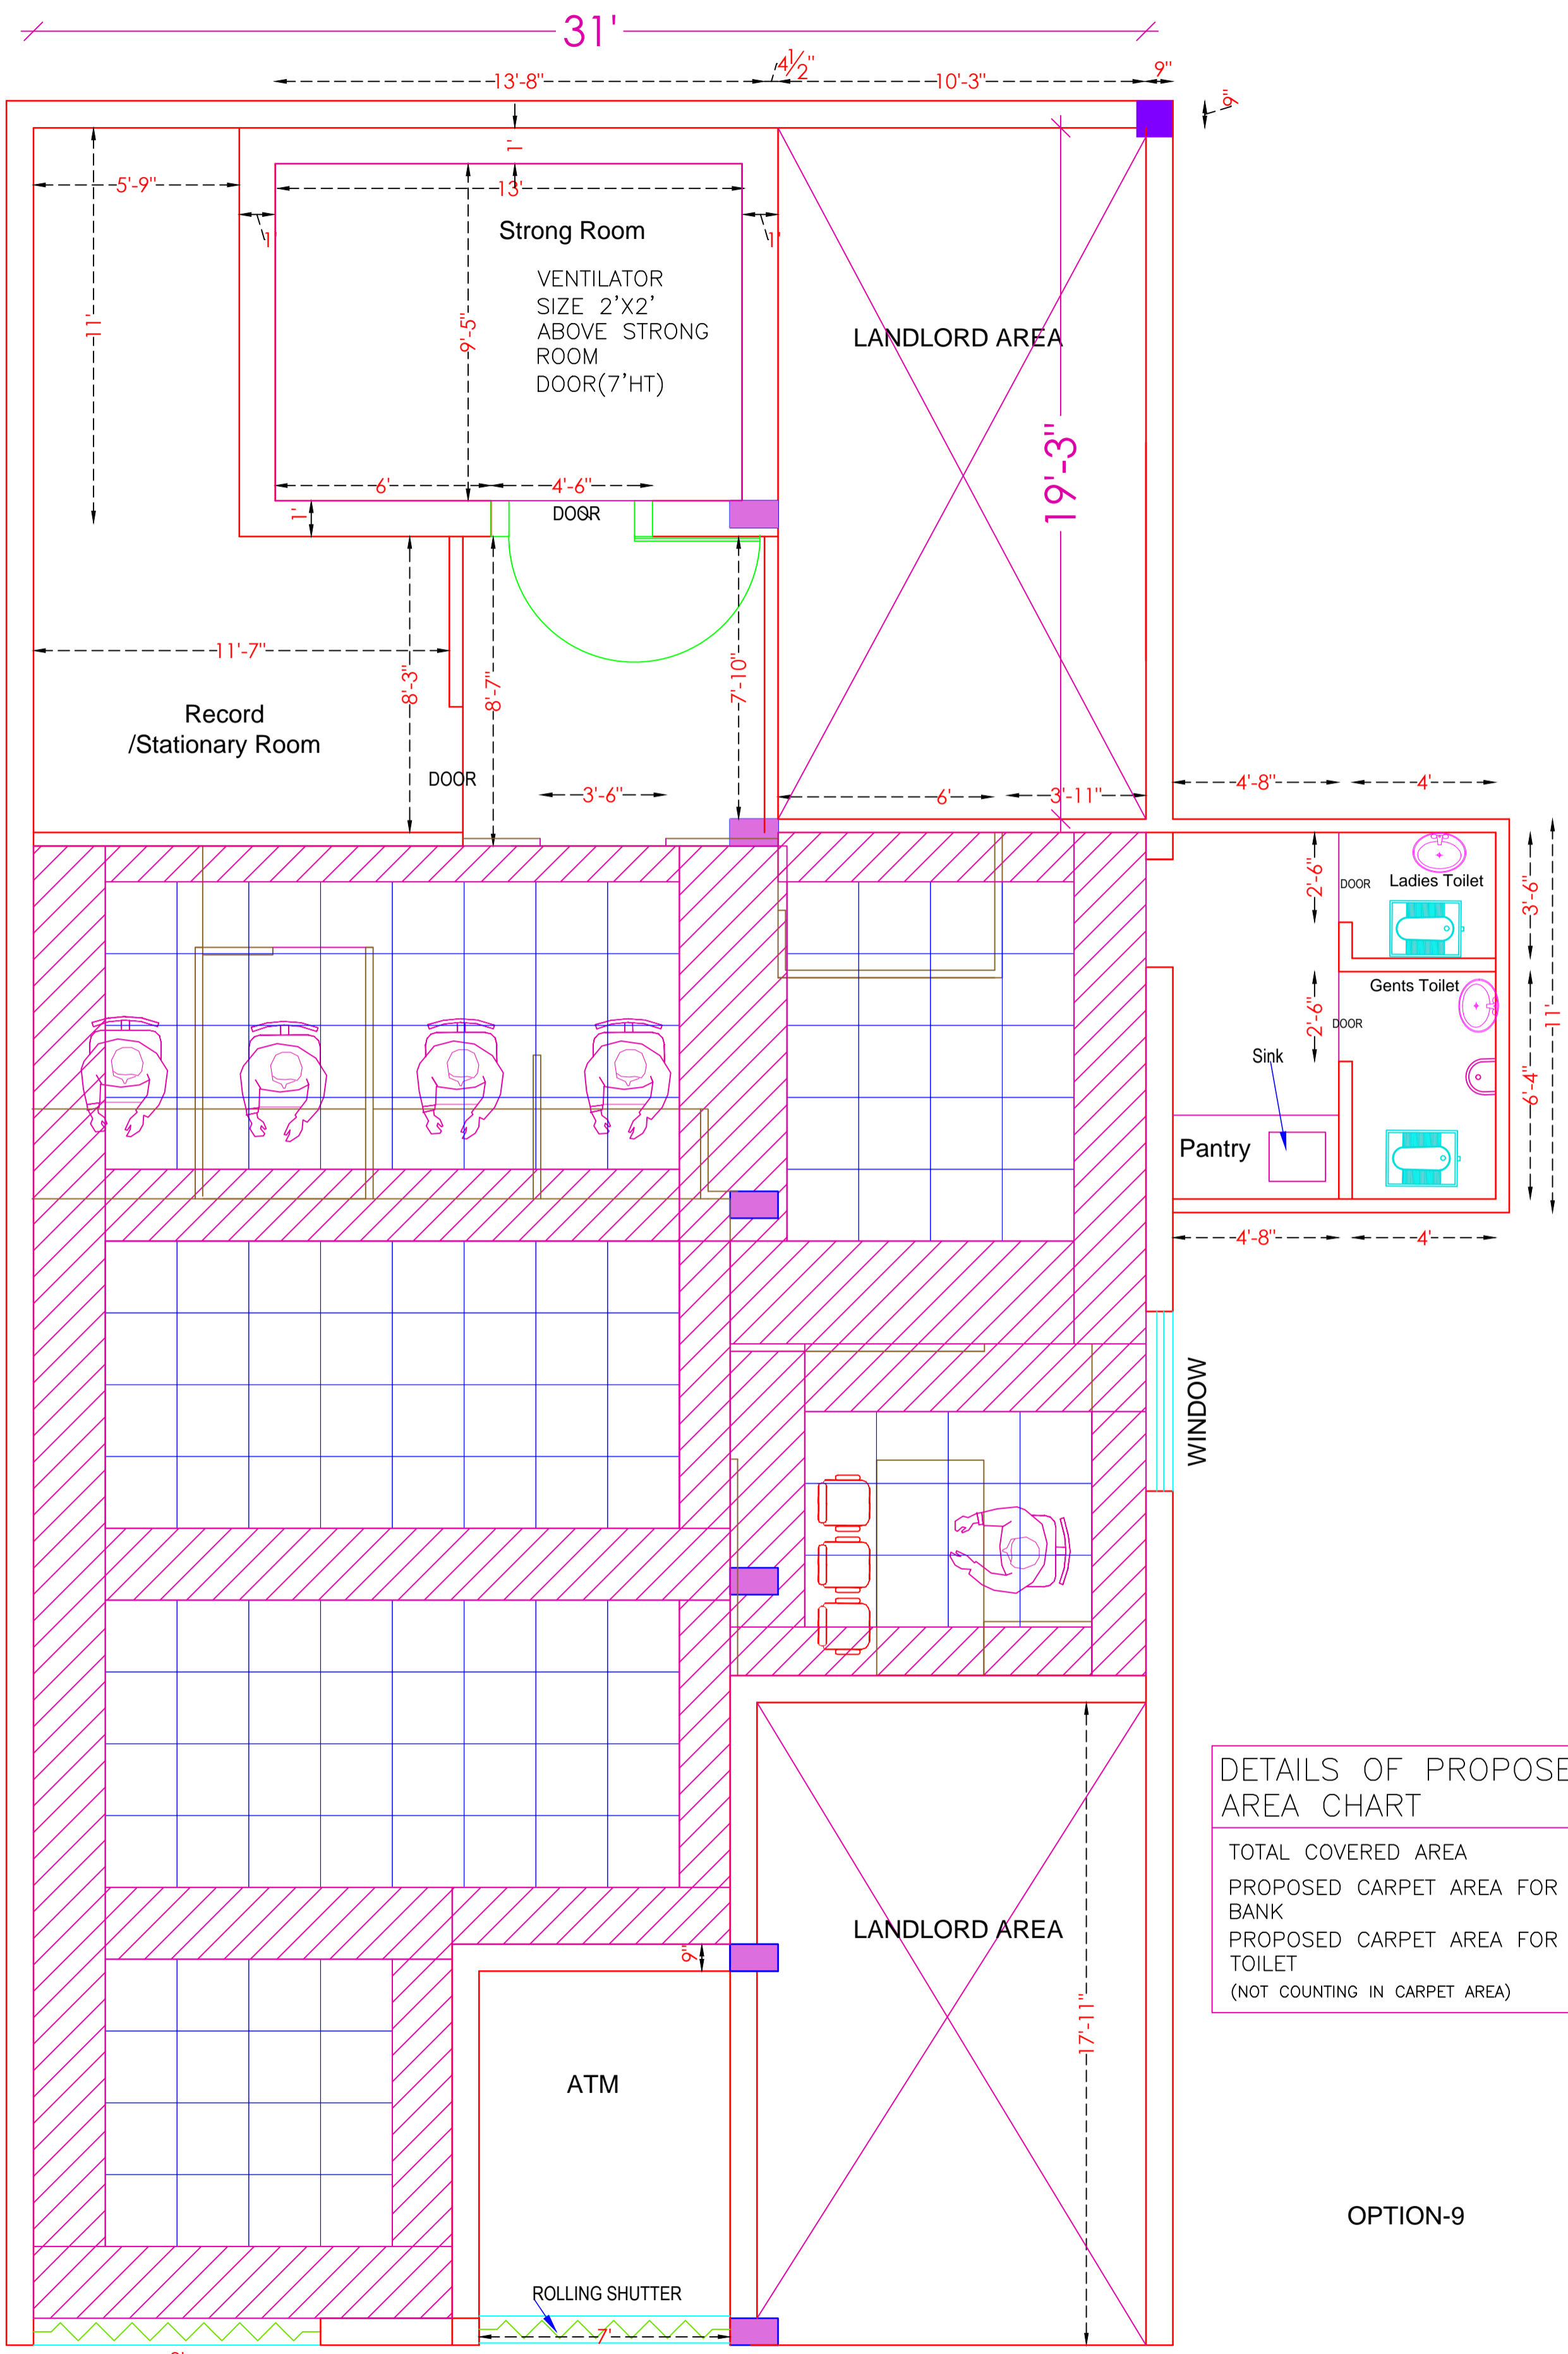 31'
13'-8"
4½"
10'-3"
9"
9"
1'
5'-9"
13'
1'
1'
Strong Room
VENTILATOR
SIZE 2'X2'
ABOVE STRONG
ROOM
DOOR(7'HT)
11'
9'-5"
LANDLORD AREA
19'-3"
6'
4'-6"
1'
DOOR
11'-7"
8'-3"
8'-7"
7'-10"
Record
/Stationary Room
DOOR
3'-6"
6'
3'-11"
4'-8"
4'
2'-6"
DOOR
Ladies Toilet
3'-6"
Gents Toilet
2'-6"
DOOR
11'
Sink
6'-4"
Pantry
4'-8"
4'
WINDOW
DETAILS OF PROPOSE
AREA CHART
TOTAL COVERED AREA
PROPOSED CARPET AREA FOR
BANK
PROPOSED CARPET AREA FOR
TOILET
(NOT COUNTING IN CARPET AREA)
LANDLORD AREA
9"
17'-11"
ATM
OPTION-9
ROLLING SHUTTER
7'